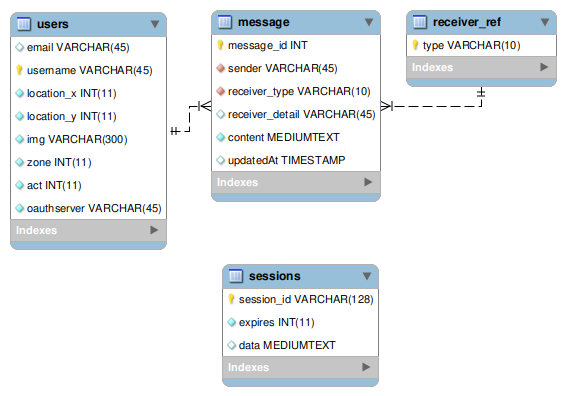 users
email VARCHAR(45)
username VARCHAR(45)
location_x INT(11)
location_y INT(11)
img VARCHAR(300)
zone INT(11)
act INT(11)
oauthserver VARCHAR(45)
Indexes
message
message_id INT
sender VARCHAR(45)
receiver_type VARCHAR(10)
receiver_detail VARCHAR(45)
content MEDIUMTEXT
updatedAt TIMESTAMP
Indexes
receiver_ref
type VARCHAR(10)
Indexes
sessions
session_id VARCHAR(128)
expires INT(11)
data MEDIUMTEXT
Indexes